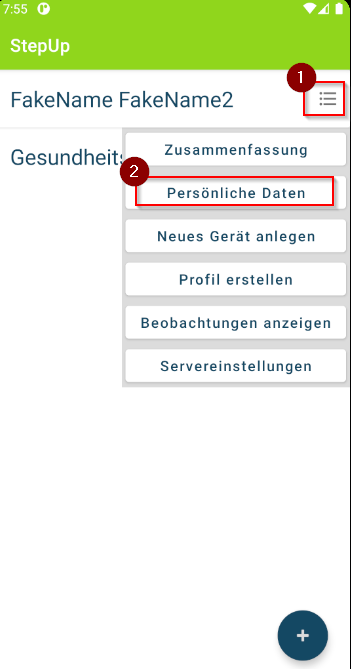 7:55
StepUp
1
FakeName FakeName2
Gesundheits
Zusammenfassung
2
Persönliche Daten
Neues Gerät anlegen
Profil erstellen
Beobachtungen anzeigen
Servereinstellungen
+